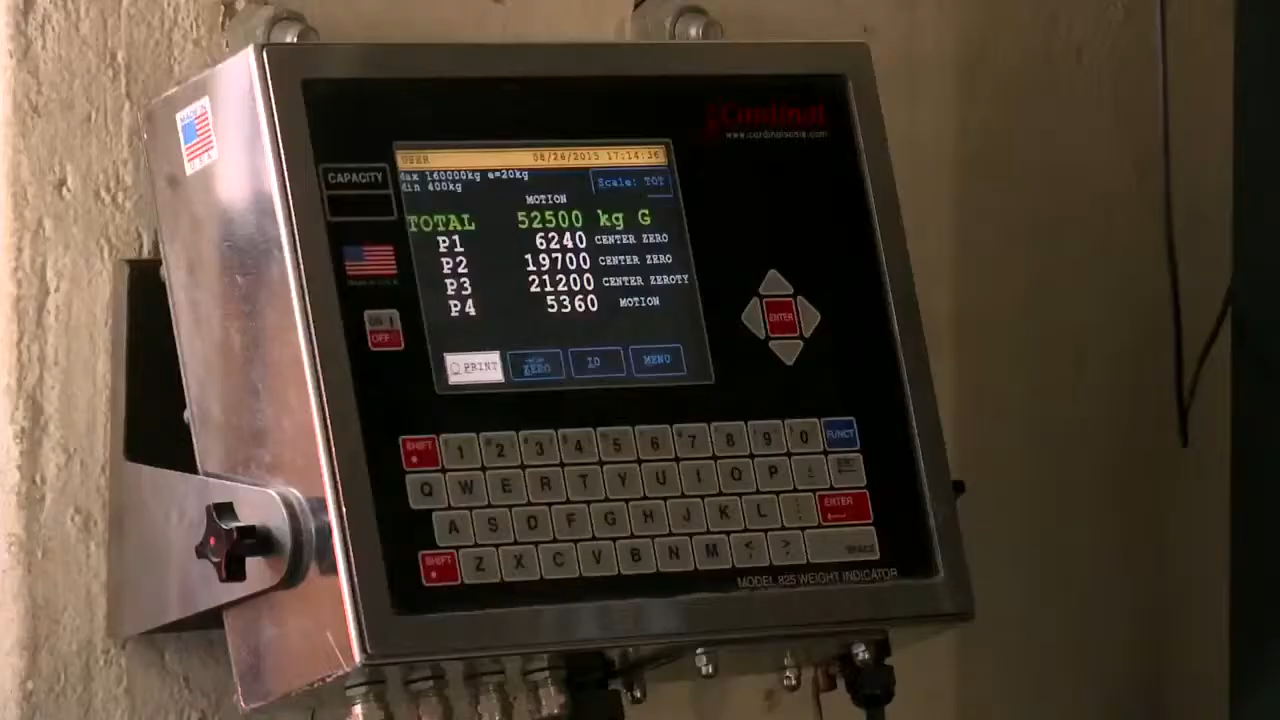 MADE IN
U.S.A.
Cardinal
www.cardinalscale.com
CAPACITY
USER 08/26/2015 17:14:36
Max 160000kg e=20kg
Min 400kg
Scale: TOT
MOTION
TOTAL 52500 kg G
P1 6240 CENTER ZERO
P2 19700 CENTER ZERO
P3 21200 CENTER ZEROTY
P4 5360 MOTION
ON
OFF
ENTER
PRINT ZERO ID MENU
SHIFT 1 2 3 4 5 6 7 8 9 0 FUNCT
Q W E R T Y U I O P
A S D F G H J K L : ENTER
SHIFT Z X C V B N M < > SPACE
MODEL 825 WEIGHT INDICATOR